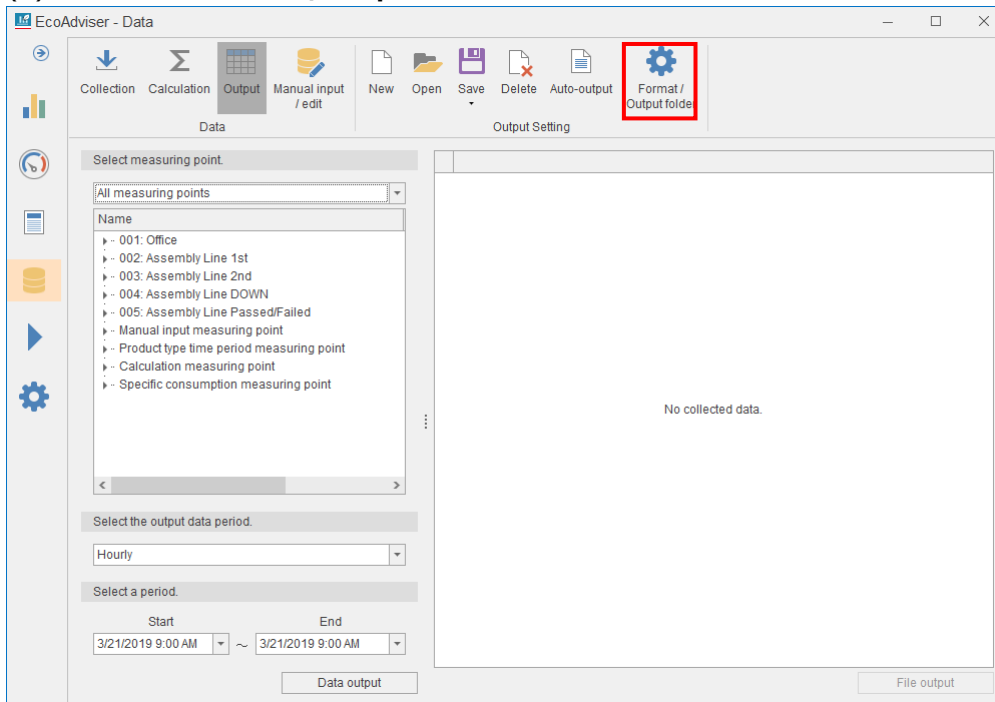 EcoAdviser - Data
Collection
Calculation
Output
Manual input
/ edit
Data
New
Open
Save
Delete
Auto-output
Format /
Output folder
Output Setting
Select measuring point.
All measuring points
Name
001: Office
002: Assembly Line 1st
003: Assembly Line 2nd
004: Assembly Line DOWN
005: Assembly Line Passed/Failed
Manual input measuring point
Product type time period measuring point
Calculation measuring point
Specific consumption measuring point
Select the output data period.
Hourly
Select a period.
Start End
3/21/2019 9:00 AM ~ 3/21/2019 9:00 AM
Data output
No collected data.
File output